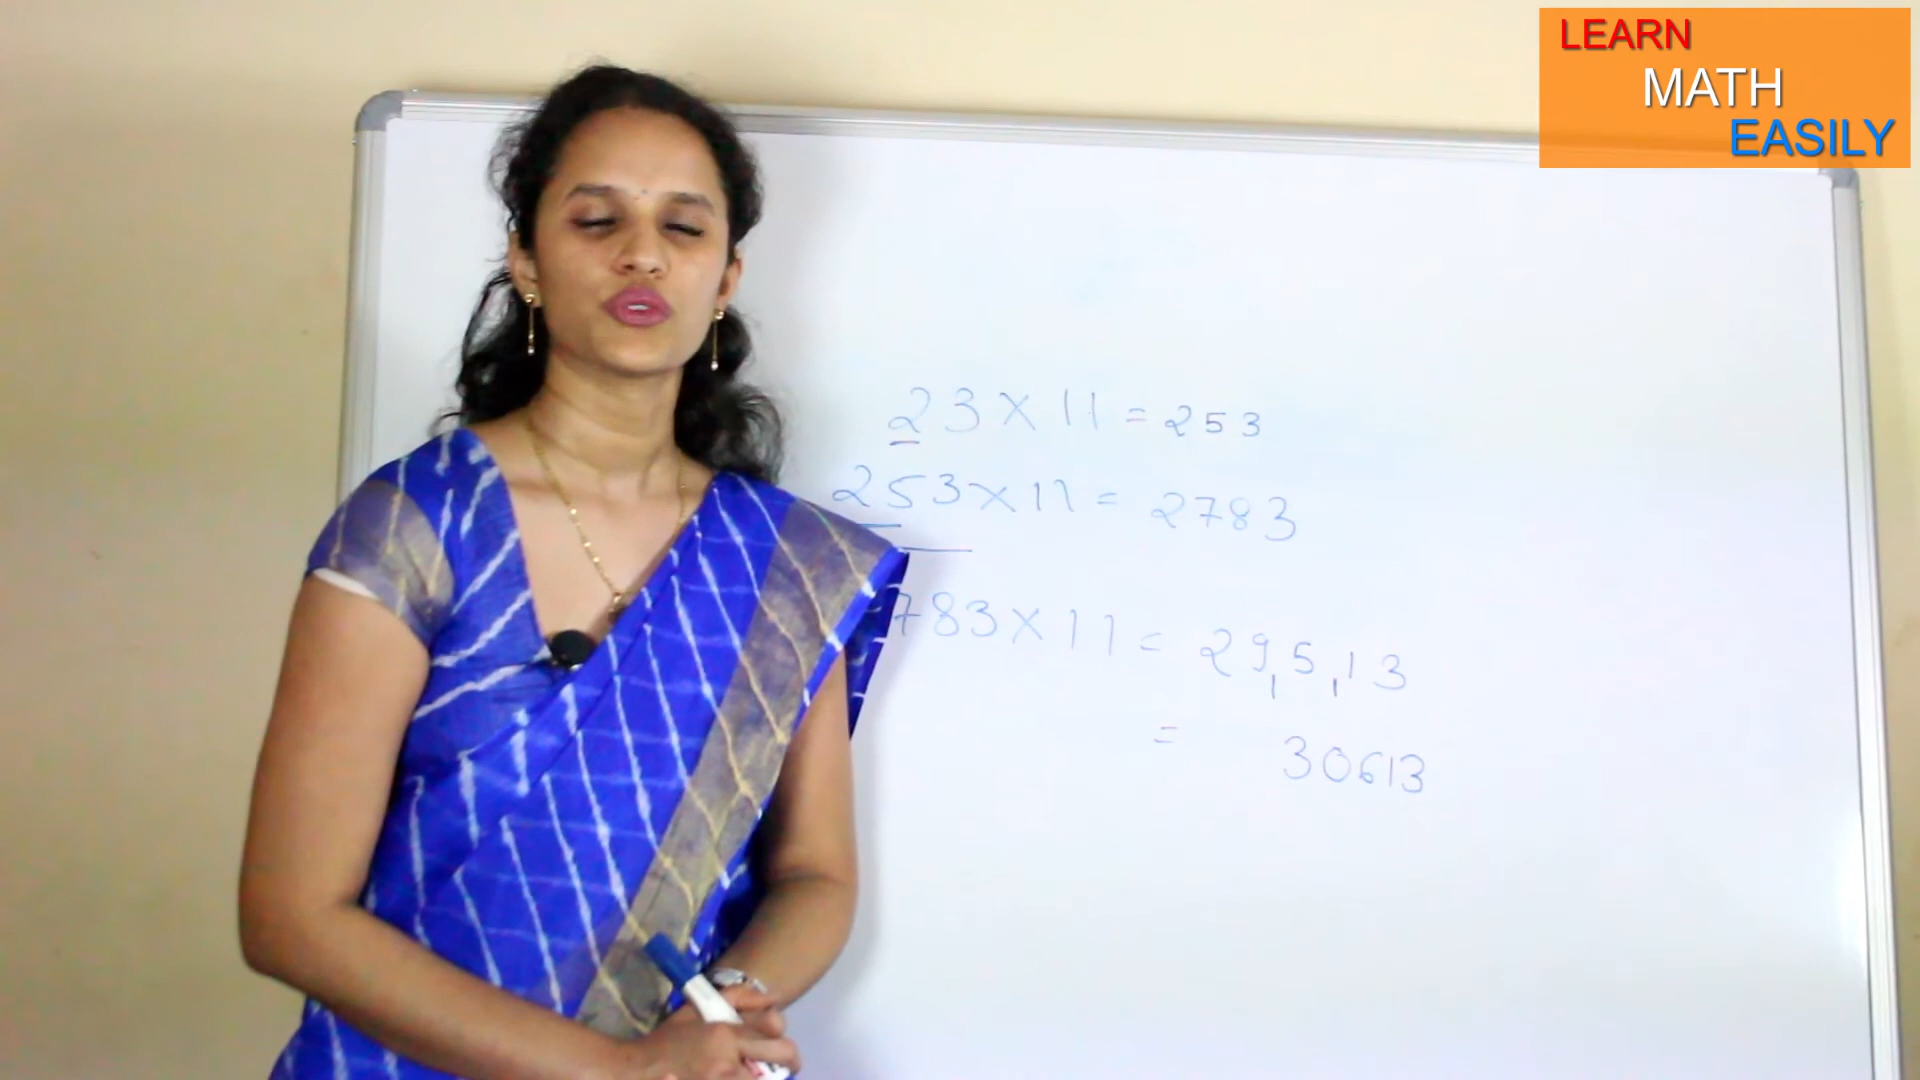 LEARN
MATH
EASILY
23 × 11 = 253
253 × 11 = 2783
783 × 11 = 29,5,13
= 30613